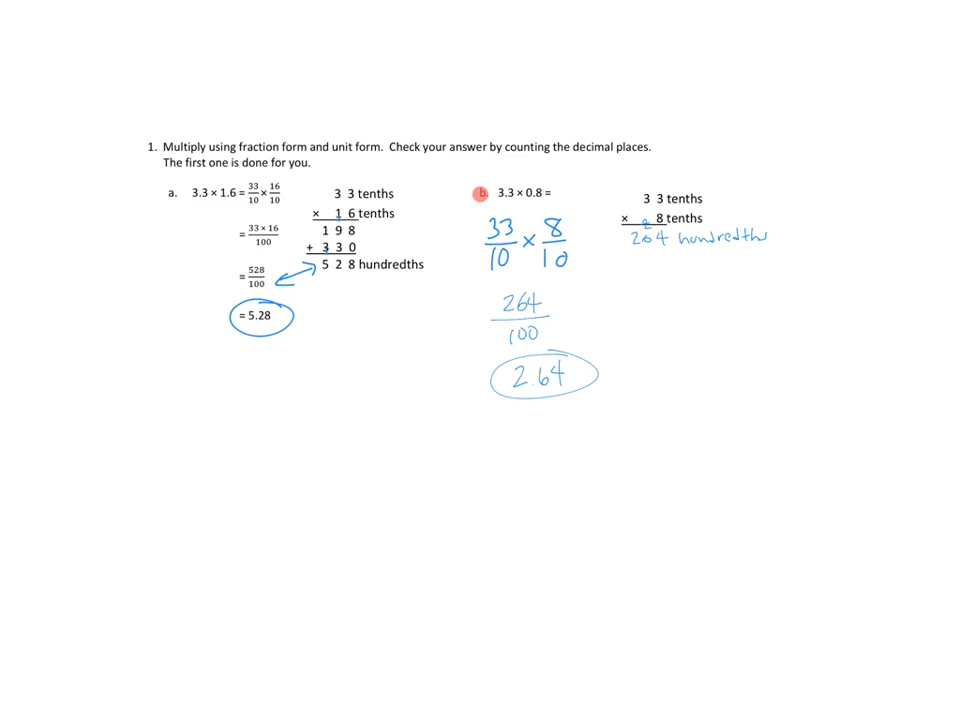 1. Multiply using fraction form and unit form. Check your answer by counting the decimal places.
The first one is done for you.
a. 3.3 × 1.6 = 33/10 × 16/10
= 33 × 16/100
= 528/100
= 5.28
3 3 tenths
× 1 6 tenths
1 9 8
+ 3 3 0
5 2 8 hundredths
b. 3.3 × 0.8 =
33/10 × 8/10
264/100
2.64
3 3 tenths
× 2 8 tenths
264 hundredths